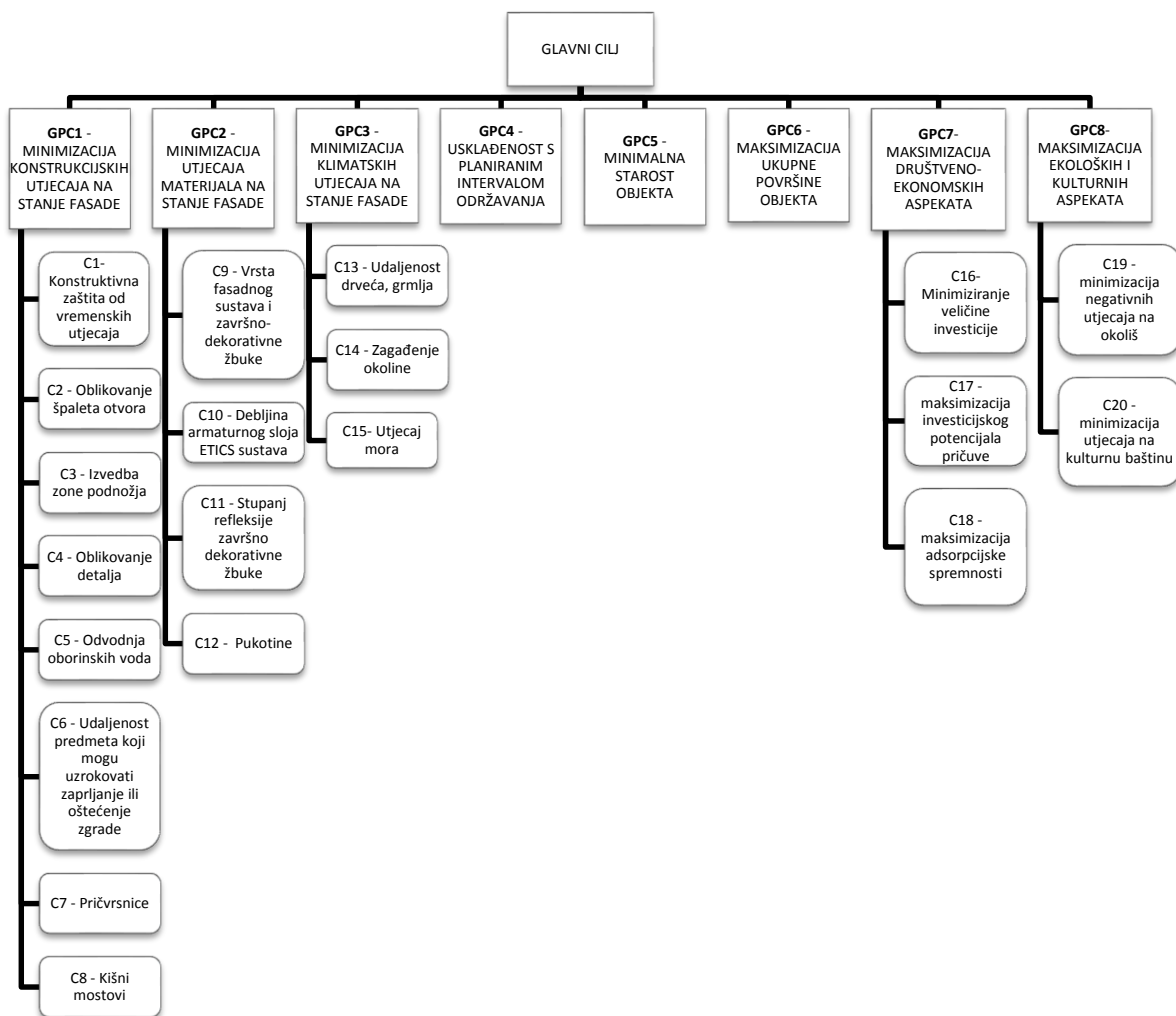 GLAVNI CILJ
GPC1 -
MINIMIZACIJA
KONSTRUKCIJSKIH
UTJECAJA NA
STANJE FASADE
GPC2 -
MINIMIZACIJA
UTJECAJA
MATERIJALA NA
STANJE FASADE
GPC3 -
MINIMIZACIJA
KLIMATSKIH
UTJECAJA NA
STANJE FASADE
GPC4 -
USKLAĐENOST S
PLANIRANIM
INTERVALOM
ODRŽAVANJA
GPC5 -
MINIMALNA
STAROST
OBJEKTA
GPC6 -
MAKSIMIZACIJA
UKUPNE
POVRŠINE
OBJEKTA
GPC7-
MAKSIMIZACIJA
DRUŠTVENO-
EKONOMSKIH
ASPEKATA
GPC8-
MAKSIMIZACIJA
EKOLOŠKIH I
KULTURNIH
ASPEKATA
C1-
Konstruktivna
zaštita od
vremenskih
utjecaja
C2 - Oblikovanje
špaleta otvora
C3 - Izvedba
zone podnožja
C4 - Oblikovanje
detalja
C5 - Odvodnja
oborinskih voda
C6 - Udaljenost
predmeta koji
mogu
uzrokovati
zaprljanje ili
oštećenje
zgrade
C7 - Pričvrsnice
C8 - Kišni
mostovi
C9 - Vrsta
fasadnog
sustava i
završno-
dekorativne
žbuke
C10 - Debljina
armaturnog sloja
ETICS sustava
C11 - Stupanj
refleksije
završno
dekorativne
žbuke
C12 - Pukotine
C13 - Udaljenost
drveća, grmlja
C14 - Zagađenje
okoline
C15- Utjecaj
mora
C16-
Minimiziranje
veličine
investicije
C17 -
maksimizacija
investicijskog
potencijala
pričuve
C18 -
maksimizacija
adsorpcijske
spremnosti
C19 -
minimizacija
negativnih
utjecaja na
okoliš
C20 -
minimizacija
utjecaja na
kulturnu baštinu